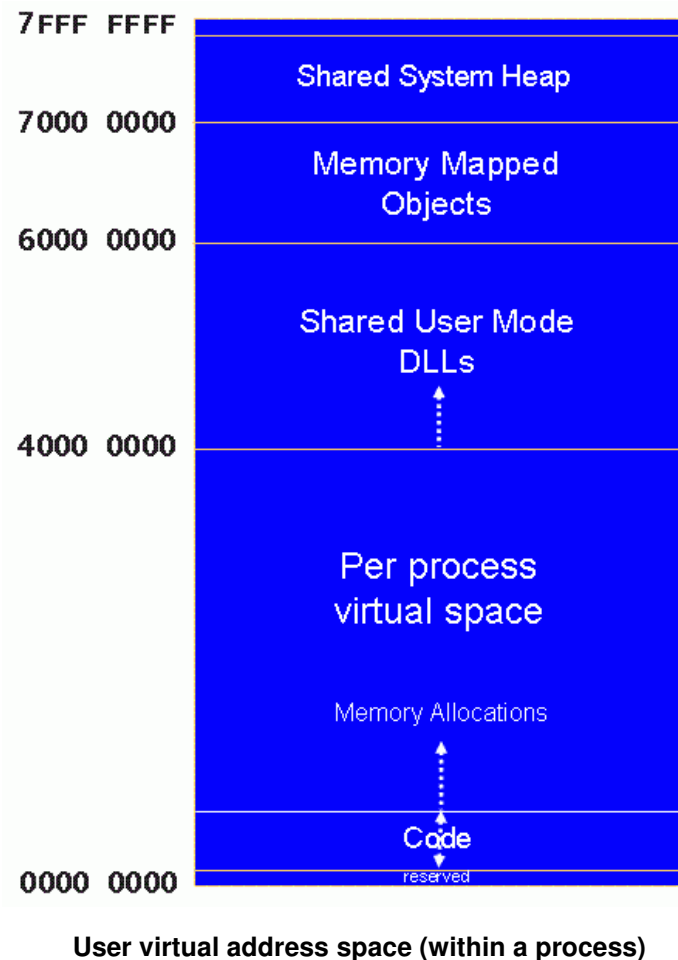 7FFF FFFF
Shared System Heap
7000 0000
Memory Mapped
Objects
6000 0000
Shared User Mode
DLLs
4000 0000
Per process
virtual space
Memory Allocations
Code
reserved
0000 0000
User virtual address space (within a process)